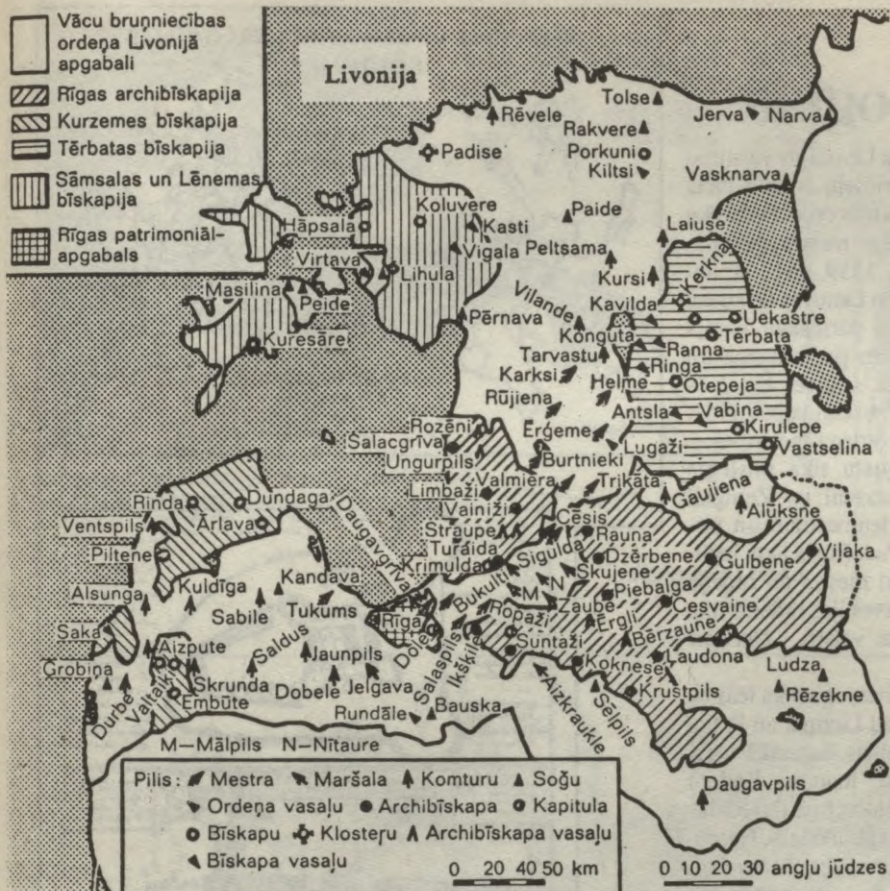 Vācu bruņniecības
ordeņa Livonijā
apgabali
Rīgas archibīskapija
Kurzemes bīskapija
Tērbatas bīskapija
Sāmsalas un Lēnemas
bīskapija
Rīgas patrimoniāl-
apgabals
Livonija
Tolse
Rēvele
Jerva
Narva
Rakvere
Padise
Porkuni
Kiltsi
Vasknarva
Koluvere
Paide
Hāpsala
Kasti
Laiuse
Vigala
Peltsama
Kerkna
Virtava
Lihula
Kursi
Masilina
Peide
Vilande
Kavilda
Uekastre
Pērnava
Konguta
Tērbata
Kuresārei
Ranna
Tarvastu
Ringa
Karksi
Helme
Otepeja
Rūjiena
Antsla
Vabina
Rozēni
Ērģeme
Kirulepe
Salacgrīva
Lugaži
Vastselina
Ungurpils
Burtnieki
Valmiera
Trikāta
Gaujiena
Limbaži
Alūksne
Rinda
Dundaga
Daugavgrīva
Vainiži
Ventspils
Ārlava
Cēsis
Straupe
Rauna
Piltene
Turaida
Sigulda
Dzērbene
Gulbene
Viļaka
Krimulda
Skujene
Alsunga
Kuldīga
Kandava
Bukulti
M
N
Piebalga
Sabile
Tukums
Zaube
Cesvaine
Saka
Rīga
Dole
Ropaži
Ērgli
Bērzaune
Aizpute
Saldus
Salaspils
Ikšķile
Suntaži
Grobiņa
Jaunpils
Koknese
Laudona
Ludza
Durbe
Valtaiķi
Skrunda
Dobele
Jelgava
Aizkraukle
Krustpils
Rēzekne
Embūte
Sēlpils
Rundāle
Bauska
M—Mālpils N—Nītaure
Daugavpils
Piļis: Mestra Maršala Komturu Soģu
Ordeņa vasaļu Archibīskapa Kapitula
Bīskapu Klosteŗu Archibīskapa vasaļu
Bīskapa vasaļu
0 20 40 50 km
0 10 20 30 angļu jūdzes